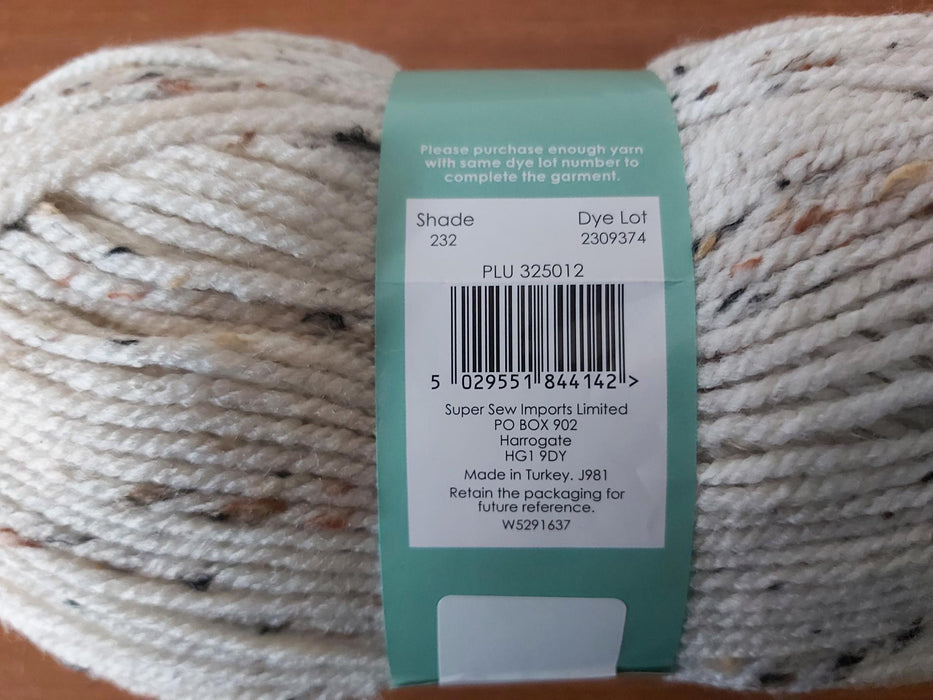 Please purchase enough yarn
with same dye lot number to
complete the garment.
Shade Dye Lot
232 2309374
PLU 325012
5 029551 844142 >
Super Sew Imports Limited
PO BOX 902
Harrogate
HG1 9DY
Made in Turkey. J981
Retain the packaging for
future reference.
W5291637